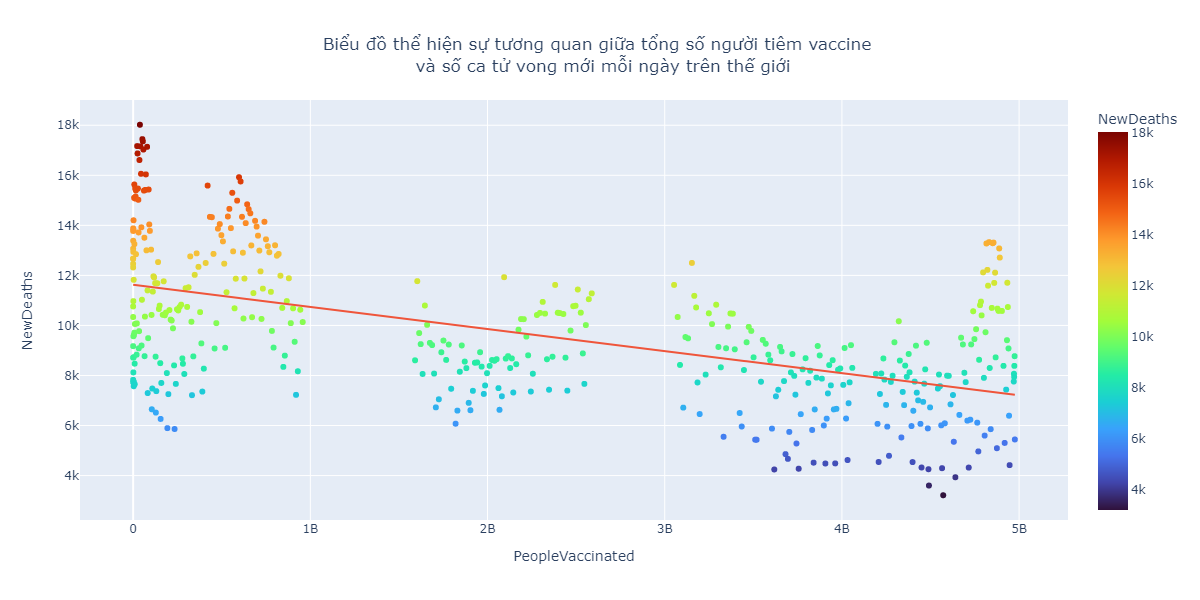 Biểu đồ thể hiện sự tương quan giữa tổng số người tiêm vaccine
và số ca tử vong mới mỗi ngày trên thế giới
NewDeaths
18k
16k
14k
12k
10k
8k
6k
4k
0
1B
2B
3B
4B
5B
PeopleVaccinated
NewDeaths
18k
16k
14k
12k
10k
8k
6k
4k